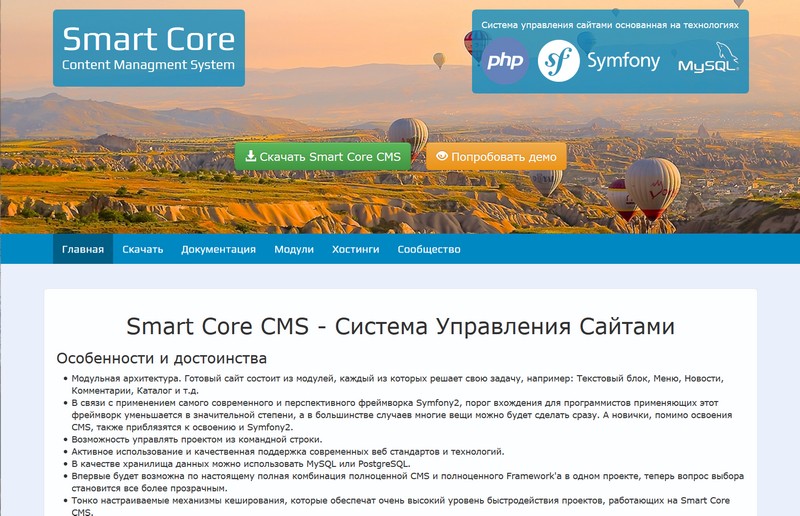 Smart Core
Content Managment System
Система управления сайтами основанная на технологиях
php
sf Symfony
MySQL
Скачать Smart Core CMS
Попробовать демо
Главная Скачать Документация Модули Хостинги Сообщество
Smart Core CMS - Система Управления Сайтами
Особенности и достоинства
• Модульная архитектура. Готовый сайт состоит из модулей, каждый из которых решает свою задачу, например: Текстовый блок, Меню, Новости,
Комментарии, Каталог и т.д.
• В связи с применением самого современного и перспективного фреймворка Symfony2, порог вхождения для программистов применяющих этот
фреймворк уменьшается в значительной степени, а в большинстве случаев многие вещи можно будет сделать сразу. А новички, помимо освоения
CMS, также приблятзятся к освоению и Symfony2.
• Возможность управлять проектом из командной строки.
• Активное использование и качественная поддержка современных веб стандартов и технологий.
• В качестве хранилища данных можно использовать MySQL или PostgreSQL.
• Впервые будет возможна по настоящему полная комбинация полноценной CMS и полноценного Framework'а в одном проекте, теперь вопрос выбора
становится все более прозрачным.
• Тонко настраиваемые механизмы кеширования, которые обеспечат очень высокий уровень быстродействия проектов, работающих на Smart Core
CMS.